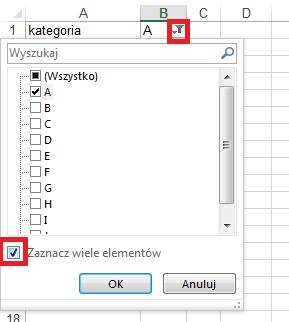 A B C
1 kategoria A
Wyszukaj
(Wszystko)
A
B
C
D
E
F
G
H
I
Zaznacz wiele elementów
OK Anuluj
18